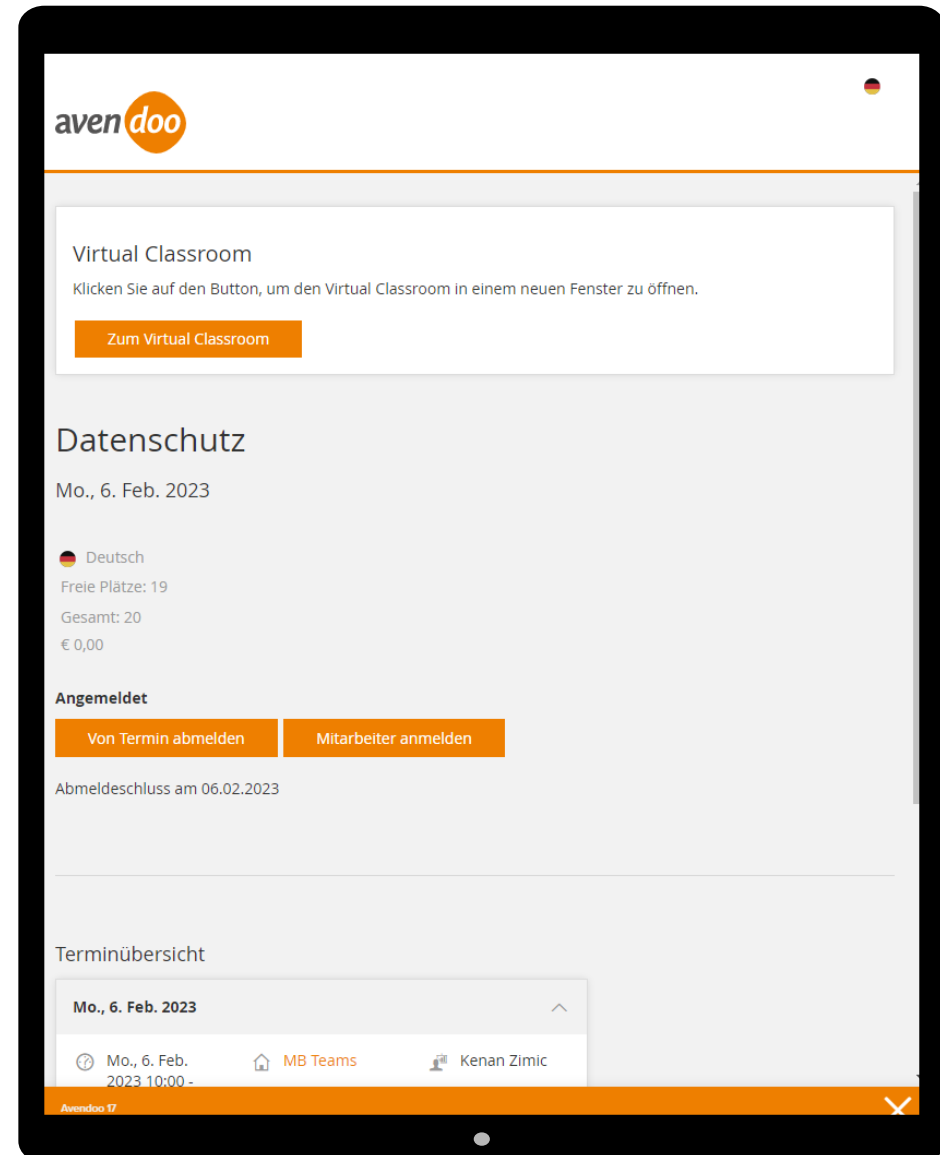 avendoo
Virtual Classroom
Klicken Sie auf den Button, um den Virtual Classroom in einem neuen Fenster zu öffnen.
Zum Virtual Classroom
Datenschutz
Mo., 6. Feb. 2023
Deutsch
Freie Plätze: 19
Gesamt: 20
€ 0,00
Angemeldet
Von Termin abmelden Mitarbeiter anmelden
Abmeldeschluss am 06.02.2023
Terminübersicht
Mo., 6. Feb. 2023
Mo., 6. Feb. MB Teams Kenan Zimic
2023 10:00 -
Avendoo 17